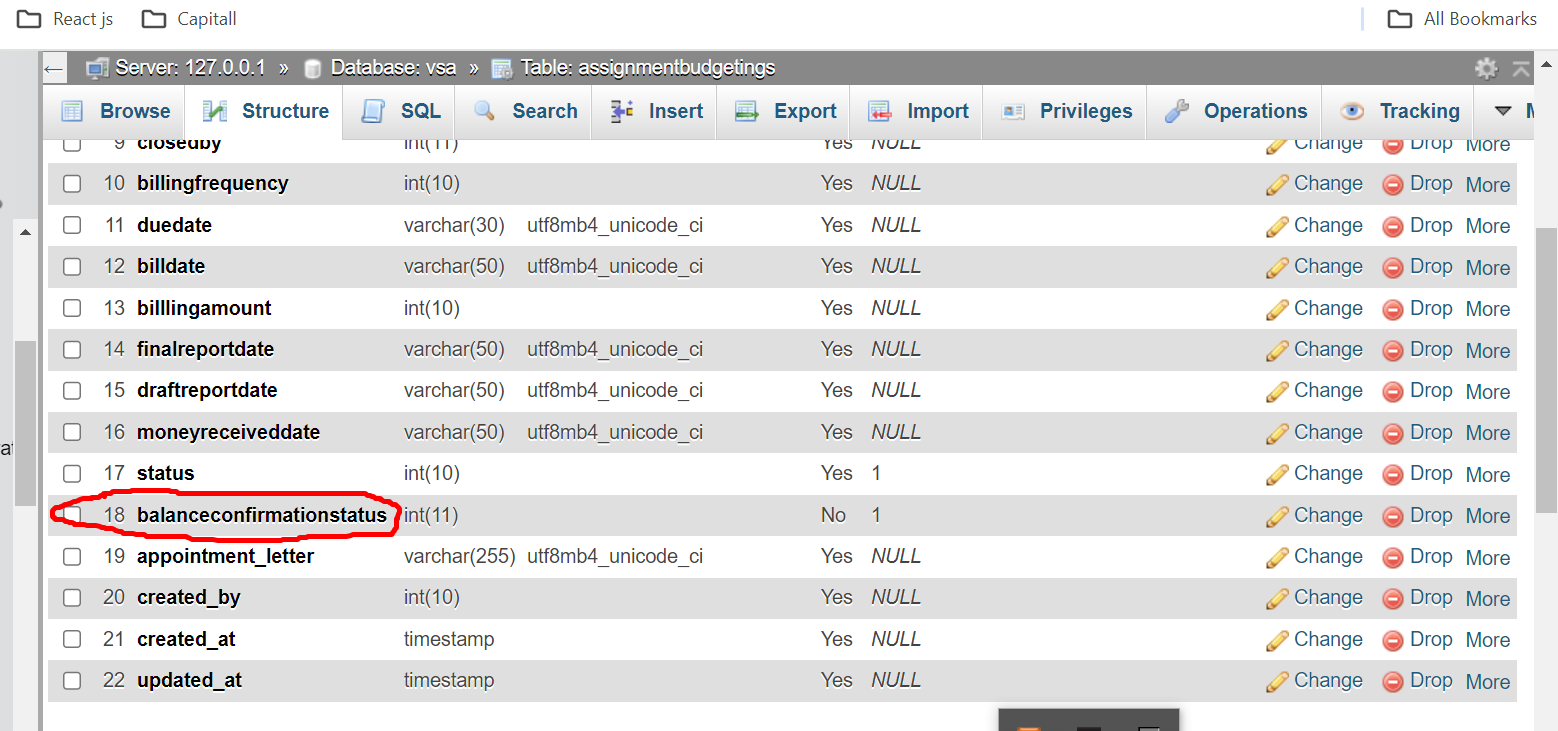 React js Capitall All Bookmarks
Server: 127.0.0.1 » Database: vsa » Table: assignmentbudgetings
Browse Structure SQL Search Insert Export Import Privileges Operations Tracking
9 closedby int(11) Yes NULL Change Drop More
10 billingfrequency int(10) Yes NULL Change Drop More
11 duedate varchar(30) utf8mb4_unicode_ci Yes NULL Change Drop More
12 billdate varchar(50) utf8mb4_unicode_ci Yes NULL Change Drop More
13 billlingamount int(10) Yes NULL Change Drop More
14 finalreportdate varchar(50) utf8mb4_unicode_ci Yes NULL Change Drop More
15 draftreportdate varchar(50) utf8mb4_unicode_ci Yes NULL Change Drop More
16 moneyreceiveddate varchar(50) utf8mb4_unicode_ci Yes NULL Change Drop More
17 status int(10) Yes 1 Change Drop More
18 balanceconfirmationstatus int(11) No 1 Change Drop More
19 appointment_letter varchar(255) utf8mb4_unicode_ci Yes NULL Change Drop More
20 created_by int(10) Yes NULL Change Drop More
21 created_at timestamp Yes NULL Change Drop More
22 updated_at timestamp Yes NULL Change Drop More